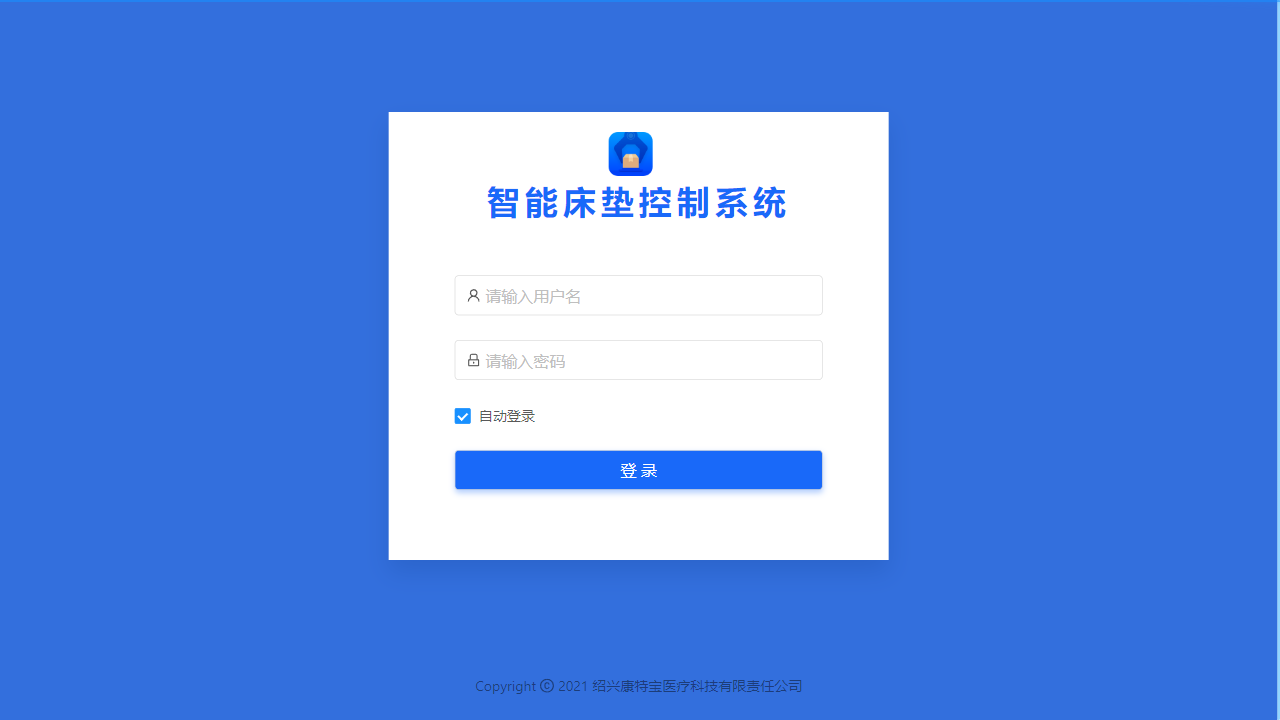 智能床垫控制系统
请输入用户名
请输入密码
自动登录
登录
Copyright ⓒ 2021 绍兴康特宝医疗科技有限责任公司